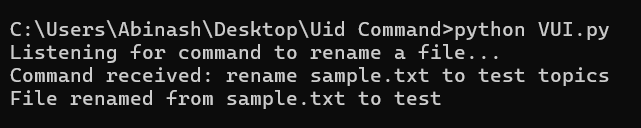 C:\Users\Abinash\Desktop\Uid Command>python VUI.py
Listening for command to rename a file...
Command received: rename sample.txt to test topics
File renamed from sample.txt to test